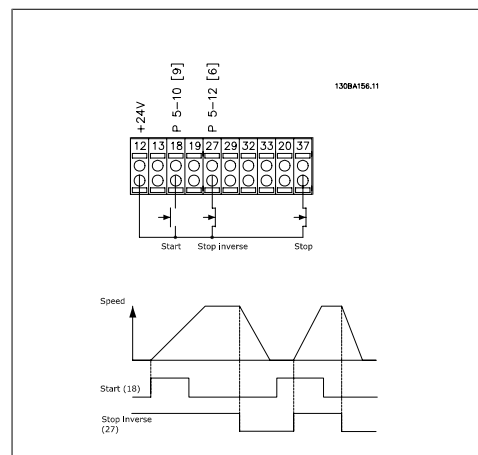 130BA156.11
+24V
P 5-10 [9]
P 5-12 [6]
12 13 18 19 27 29 32 33 20 37
Start Stop inverse Stop
Speed
Start (18)
Stop Inverse
(27)